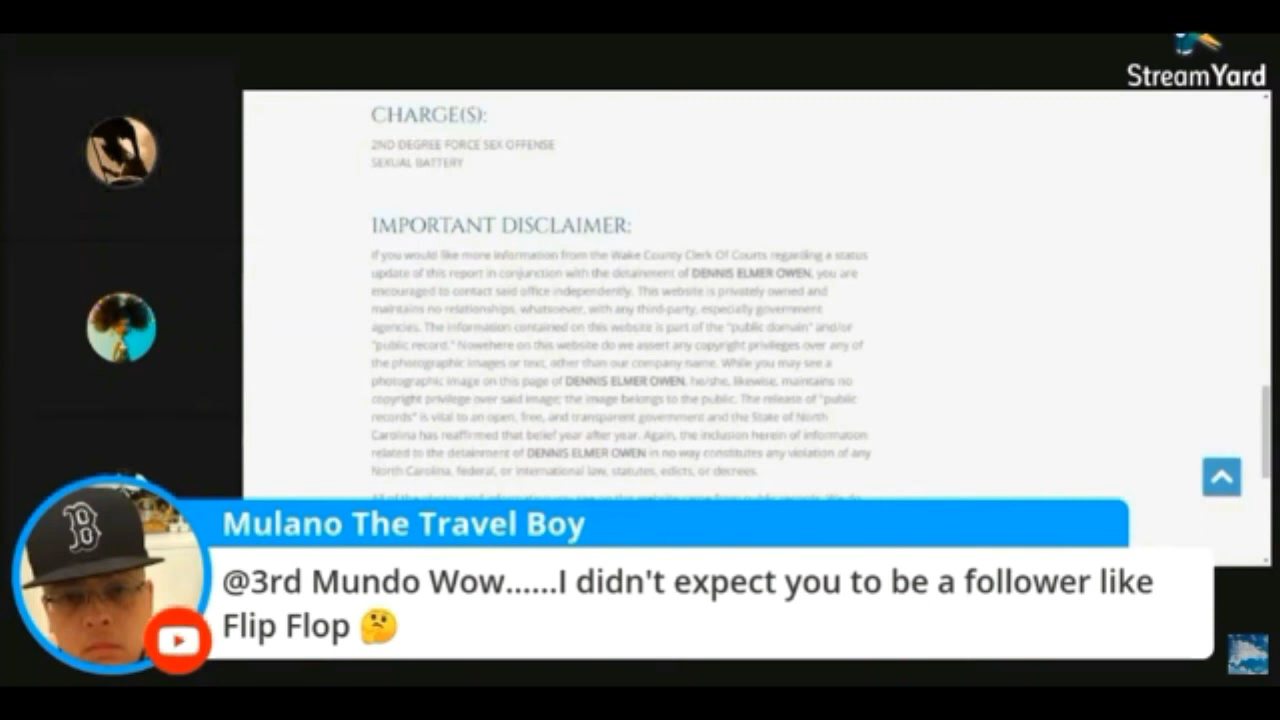 StreamYard
CHARGE(S):
2ND DEGREE FORCE SEX OFFENSE
SEXUAL BATTERY
IMPORTANT DISCLAIMER:
If you would like more information from the Wake County Clerk Of Courts regarding a status
update of this report in conjunction with the detainment of DENNIS ELMER OWEN, you are
encouraged to contact said office independently. This website is privately owned and
maintains no relationships, whatsoever, with any third-party, especially government
agencies. The information contained on this website is part of the "public domain" and/or
"public record." Nowehere on this website do we assert any copyright privileges over any of
the photographic images or text, other than our company name. While you may see a
photographic image on this page of DENNIS ELMER OWEN, he/she, likewise, maintains no
copyright privilege over said image; the image belongs to the public. The release of "public
records" is vital to an open, free, and transparent government and the State of North
Carolina has reaffirmed that belief year after year. Again, the inclusion herein of information
related to the detainment of DENNIS ELMER OWEN in no way constitutes any violation of any
North Carolina, federal, or international law, statutes, edicts, or decrees.
B
Mulano The Travel Boy
@3rd Mundo Wow......I didn't expect you to be a follower like
Flip Flop 🤔